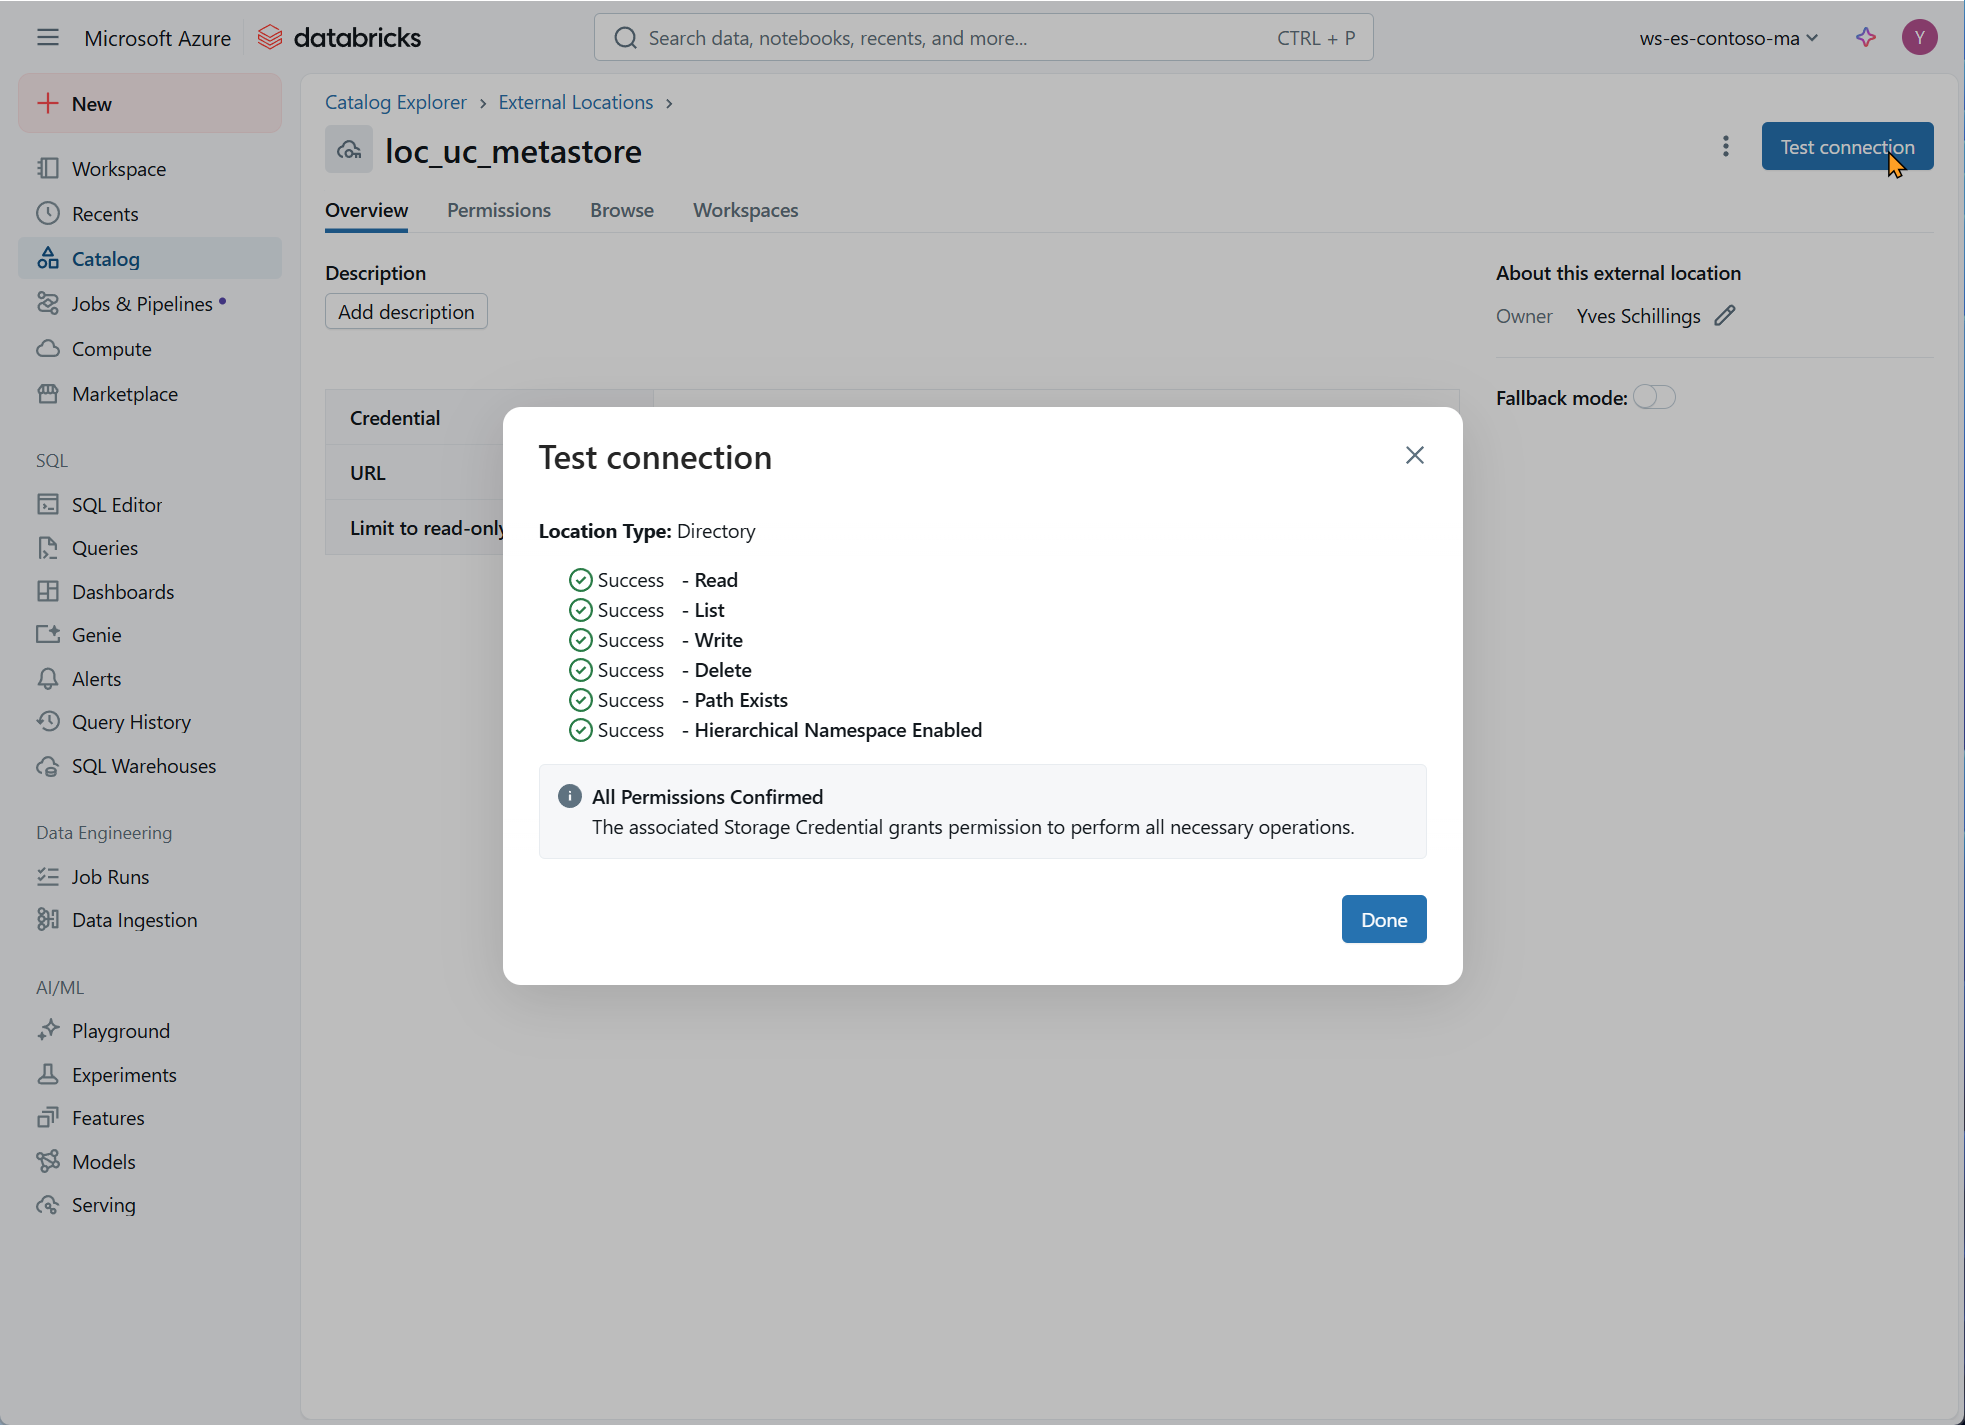 Microsoft Azure databricks
Search data, notebooks, recents, and more... CTRL + P
ws-es-contoso-ma
Y
New
Workspace
Recents
Catalog
Jobs & Pipelines
Compute
Marketplace
SQL
SQL Editor
Queries
Dashboards
Genie
Alerts
Query History
SQL Warehouses
Data Engineering
Job Runs
Data Ingestion
AI/ML
Playground
Experiments
Features
Models
Serving
Catalog Explorer > External Locations >
loc_uc_metastore
Test connection
Overview Permissions Browse Workspaces
Description
Add description
About this external location
Owner Yves Schillings
Fallback mode:
Credential
URL
Limit to read-only
Test connection
Location Type: Directory
Success - Read
Success - List
Success - Write
Success - Delete
Success - Path Exists
Success - Hierarchical Namespace Enabled
All Permissions Confirmed
The associated Storage Credential grants permission to perform all necessary operations.
Done